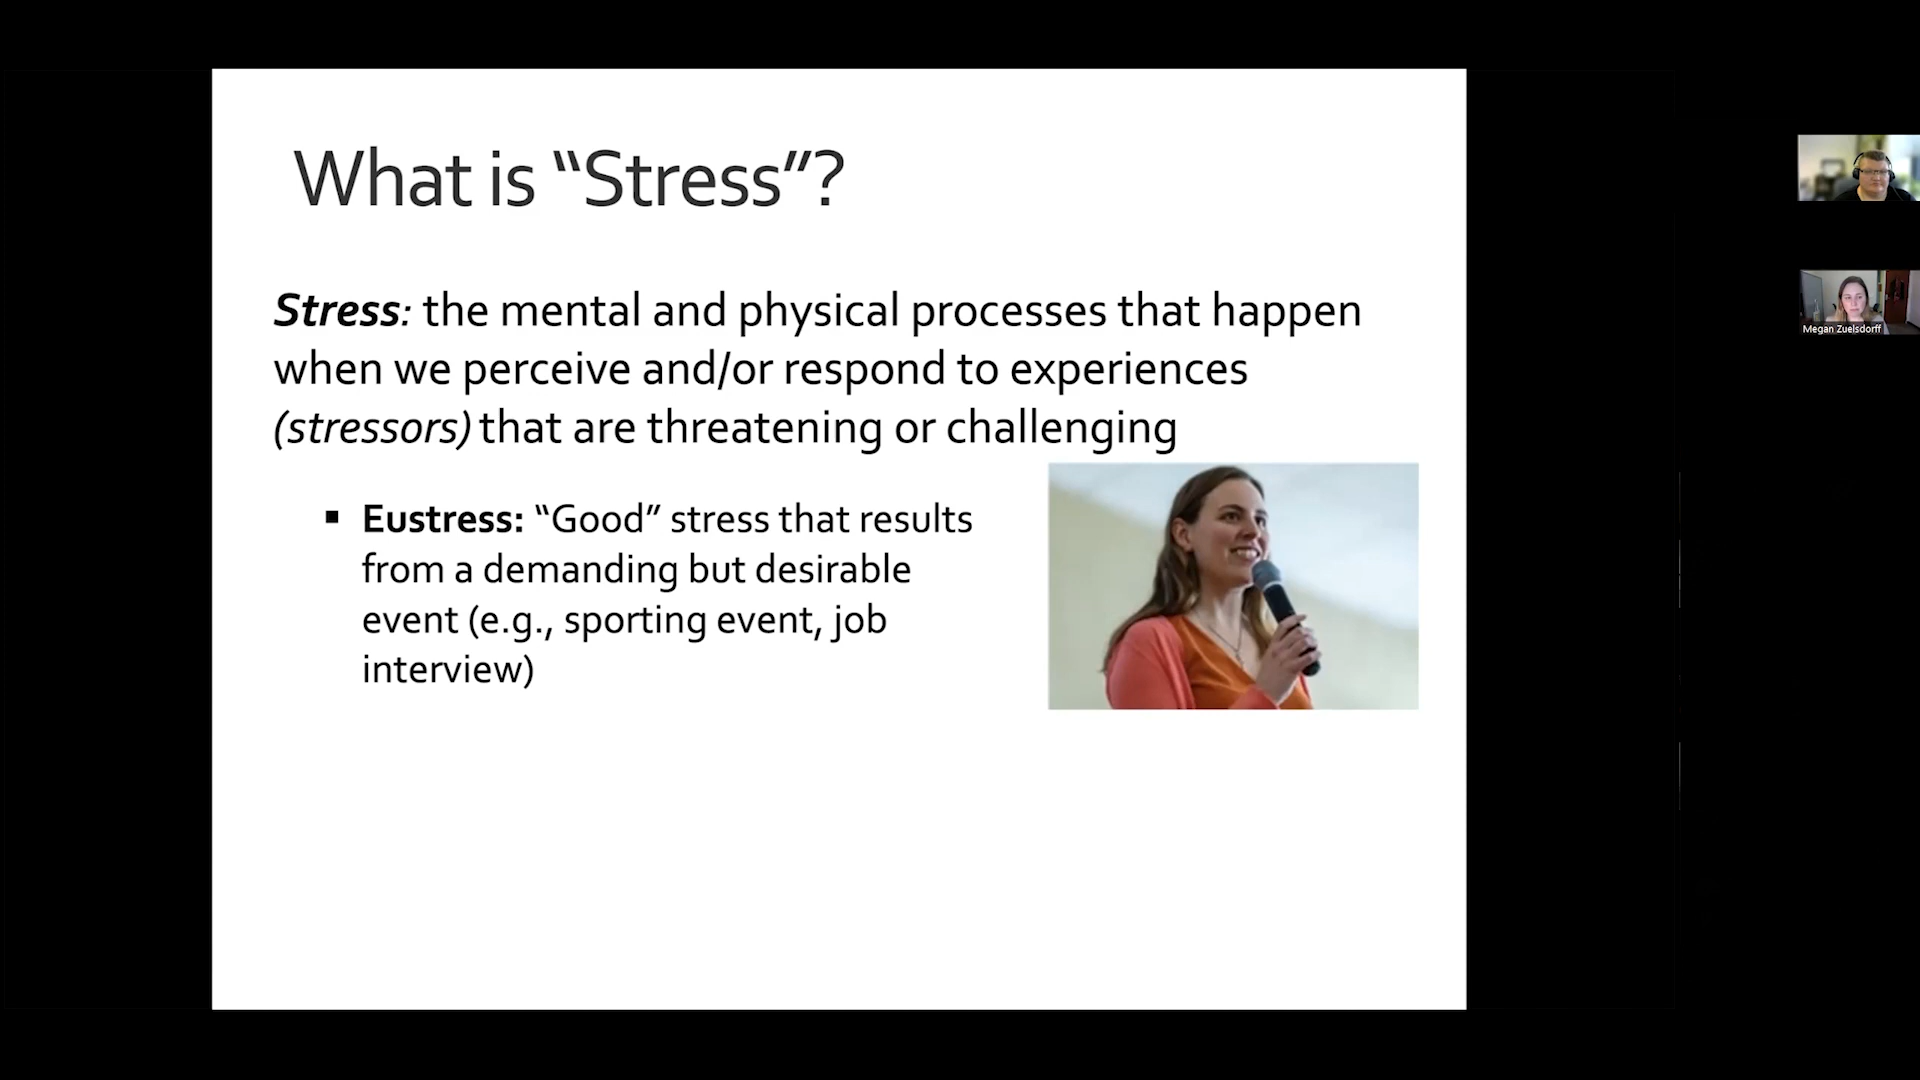 What is “Stress”?
Stress: the mental and physical processes that happen
when we perceive and/or respond to experiences
(stressors) that are threatening or challenging
▪ Eustress: “Good” stress that results
from a demanding but desirable
event (e.g., sporting event, job
interview)
Megan Zuelsdorff